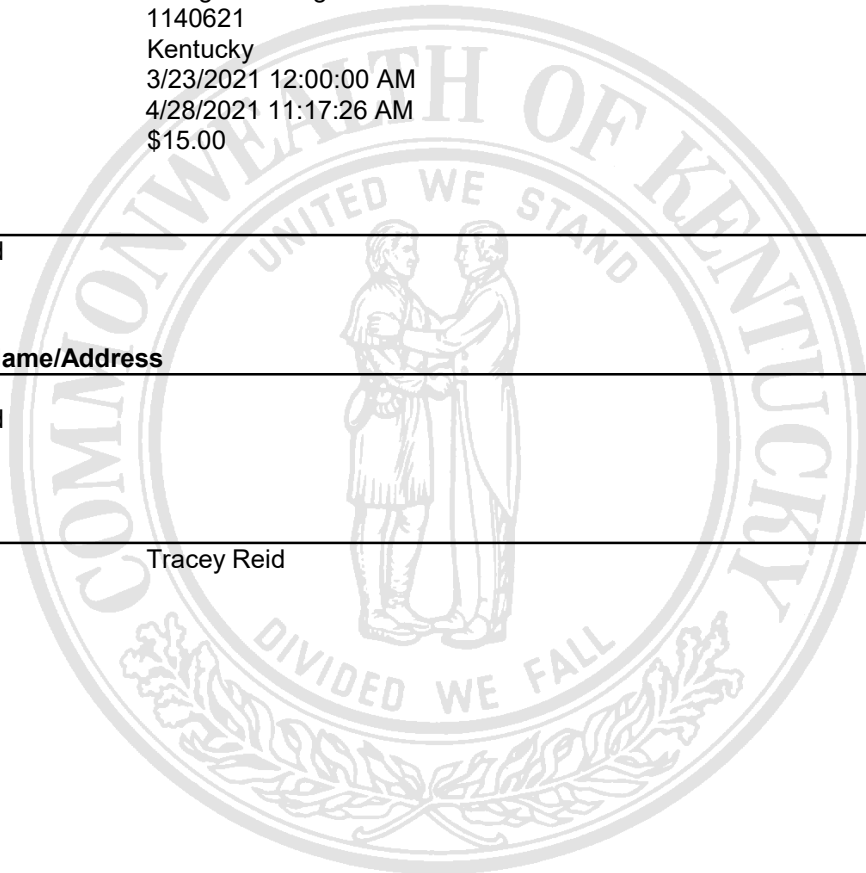 1140621
Kentucky
3/23/2021 12:00:00 AM
4/28/2021 11:17:26 AM
$15.00
COMMONWEALTH OF KENTUCKY
UNITED WE STAND
ame/Address
Tracey Reid
DIVIDED WE FALL